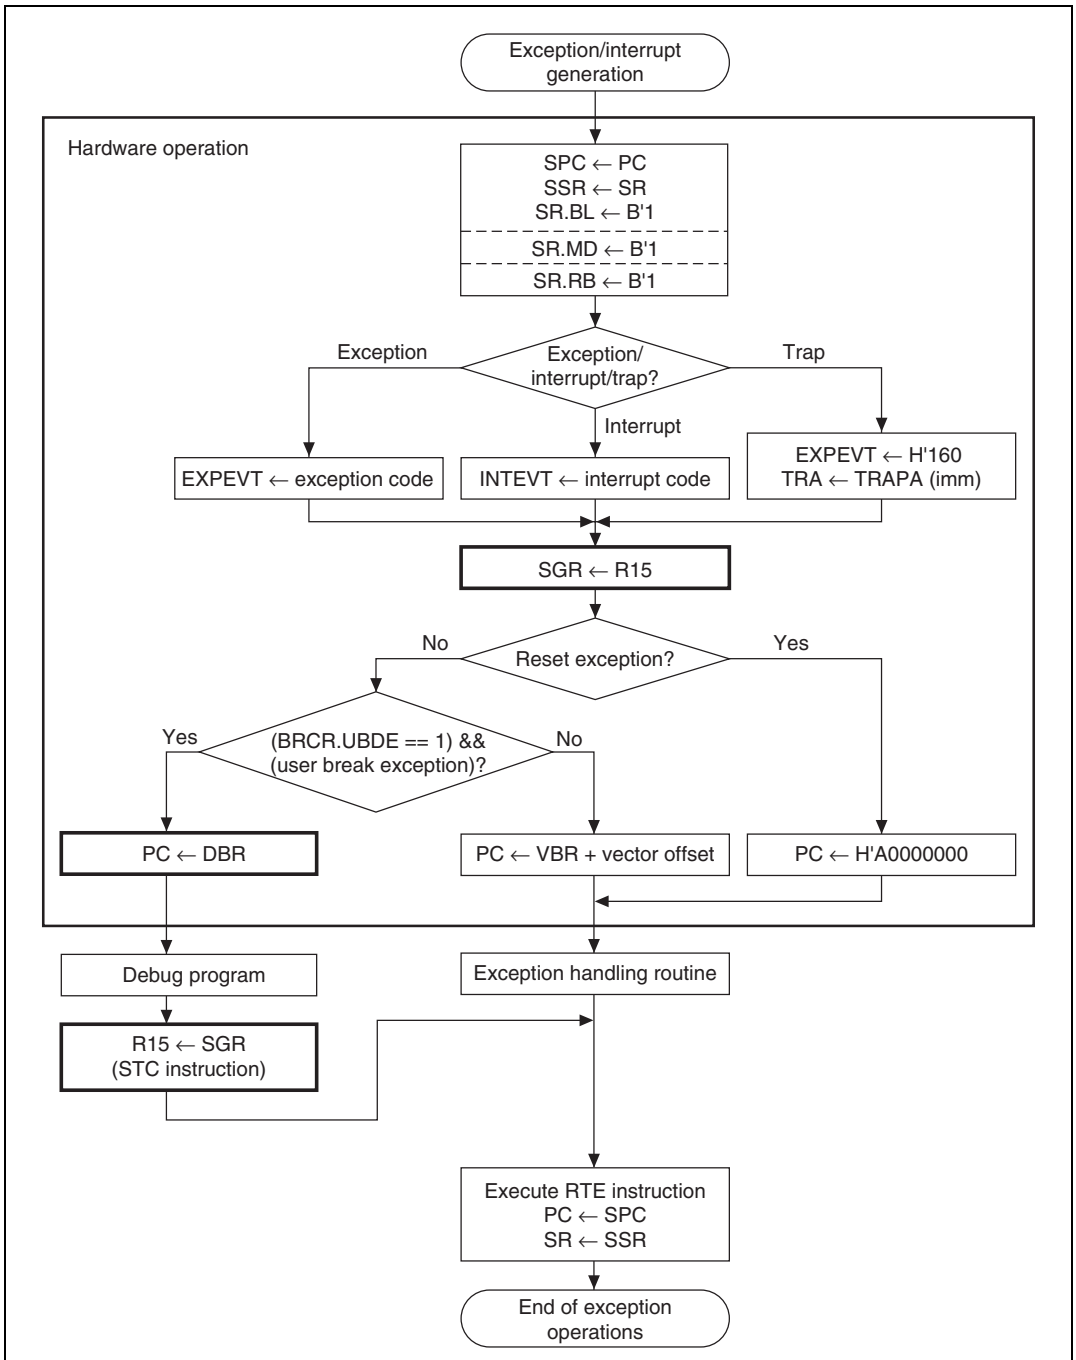 Exception/interrupt
generation
Hardware operation
SPC ← PC
SSR ← SR
SR.BL ← B'1
SR.MD ← B'1
SR.RB ← B'1
Exception
Exception/
interrupt/trap?
Trap
Interrupt
EXPEVT ← exception code
INTEVT ← interrupt code
EXPEVT ← H'160
TRA ← TRAPA (imm)
SGR ← R15
No
Reset exception?
Yes
Yes
(BRCR.UBDE == 1) &&
(user break exception)?
No
PC ← DBR
PC ← VBR + vector offset
PC ← H'A0000000
Debug program
Exception handling routine
R15 ← SGR
(STC instruction)
Execute RTE instruction
PC ← SPC
SR ← SSR
End of exception
operations